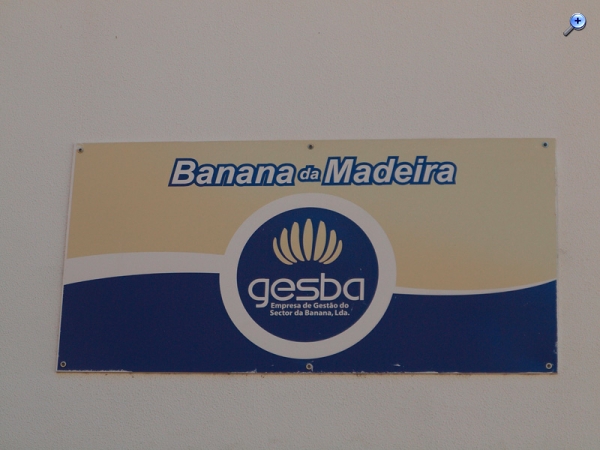 Banana da Madeira
gesba
Empresa de Gestão do
Sector da Banana, Lda.